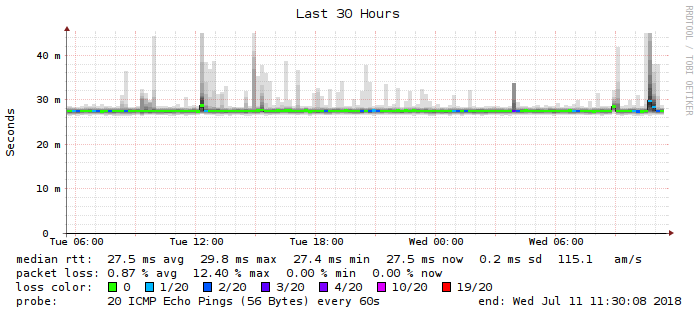 Last 30 Hours
RRDTOOL / TOBI OETIKER
Seconds
40 m
30 m
20 m
10 m
0
Tue 06:00 Tue 12:00 Tue 18:00 Wed 00:00 Wed 06:00
median rtt: 27.5 ms avg 29.8 ms max 27.4 ms min 27.5 ms now 0.2 ms sd 115.1 am/s
packet loss: 0.87 % avg 12.40 % max 0.00 % min 0.00 % now
loss color: 0 1/20 2/20 3/20 4/20 10/20 19/20
probe: 20 ICMP Echo Pings (56 Bytes) every 60s end: Wed Jul 11 11:30:08 2018